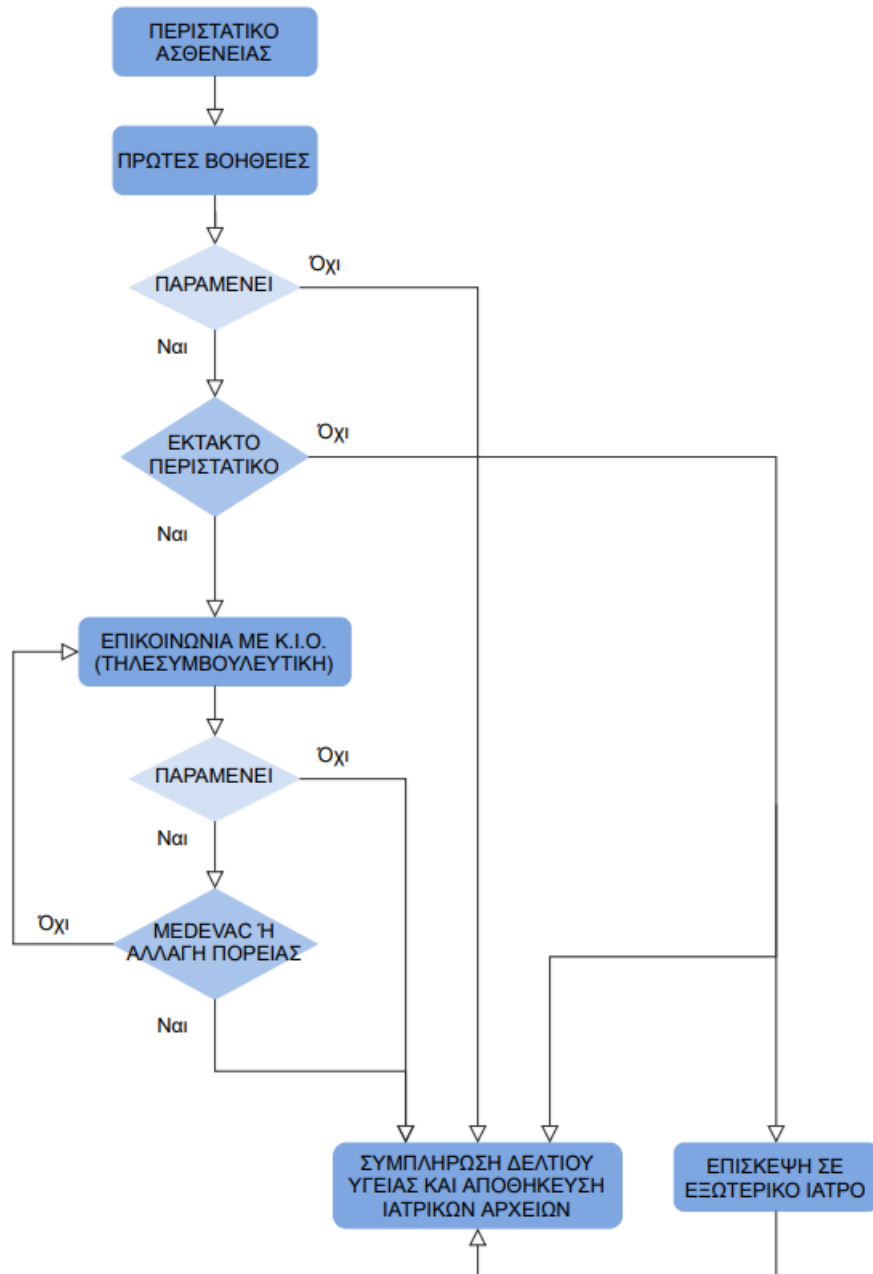 ΠΕΡΙΣΤΑΤΙΚΟ
ΑΣΘΕΝΕΙΑΣ
ΠΡΩΤΕΣ ΒΟΗΘΕΙΕΣ
ΠΑΡΑΜΕΝΕΙ
Όχι
Ναι
ΕΚΤΑΚΤΟ
ΠΕΡΙΣΤΑΤΙΚΟ
Όχι
Ναι
ΕΠΙΚΟΙΝΩΝΙΑ ΜΕ Κ.Ι.Ο.
(ΤΗΛΕΣΥΜΒΟΥΛΕΥΤΙΚΗ)
ΠΑΡΑΜΕΝΕΙ
Όχι
Ναι
MEDEVAC Ή
ΑΛΛΑΓΗ ΠΟΡΕΙΑΣ
Όχι
Ναι
ΣΥΜΠΛΗΡΩΣΗ ΔΕΛΤΙΟΥ
ΥΓΕΙΑΣ ΚΑΙ ΑΠΟΘΗΚΕΥΣΗ
ΙΑΤΡΙΚΩΝ ΑΡΧΕΙΩΝ
ΕΠΙΣΚΕΨΗ ΣΕ
ΕΞΩΤΕΡΙΚΟ ΙΑΤΡΟ